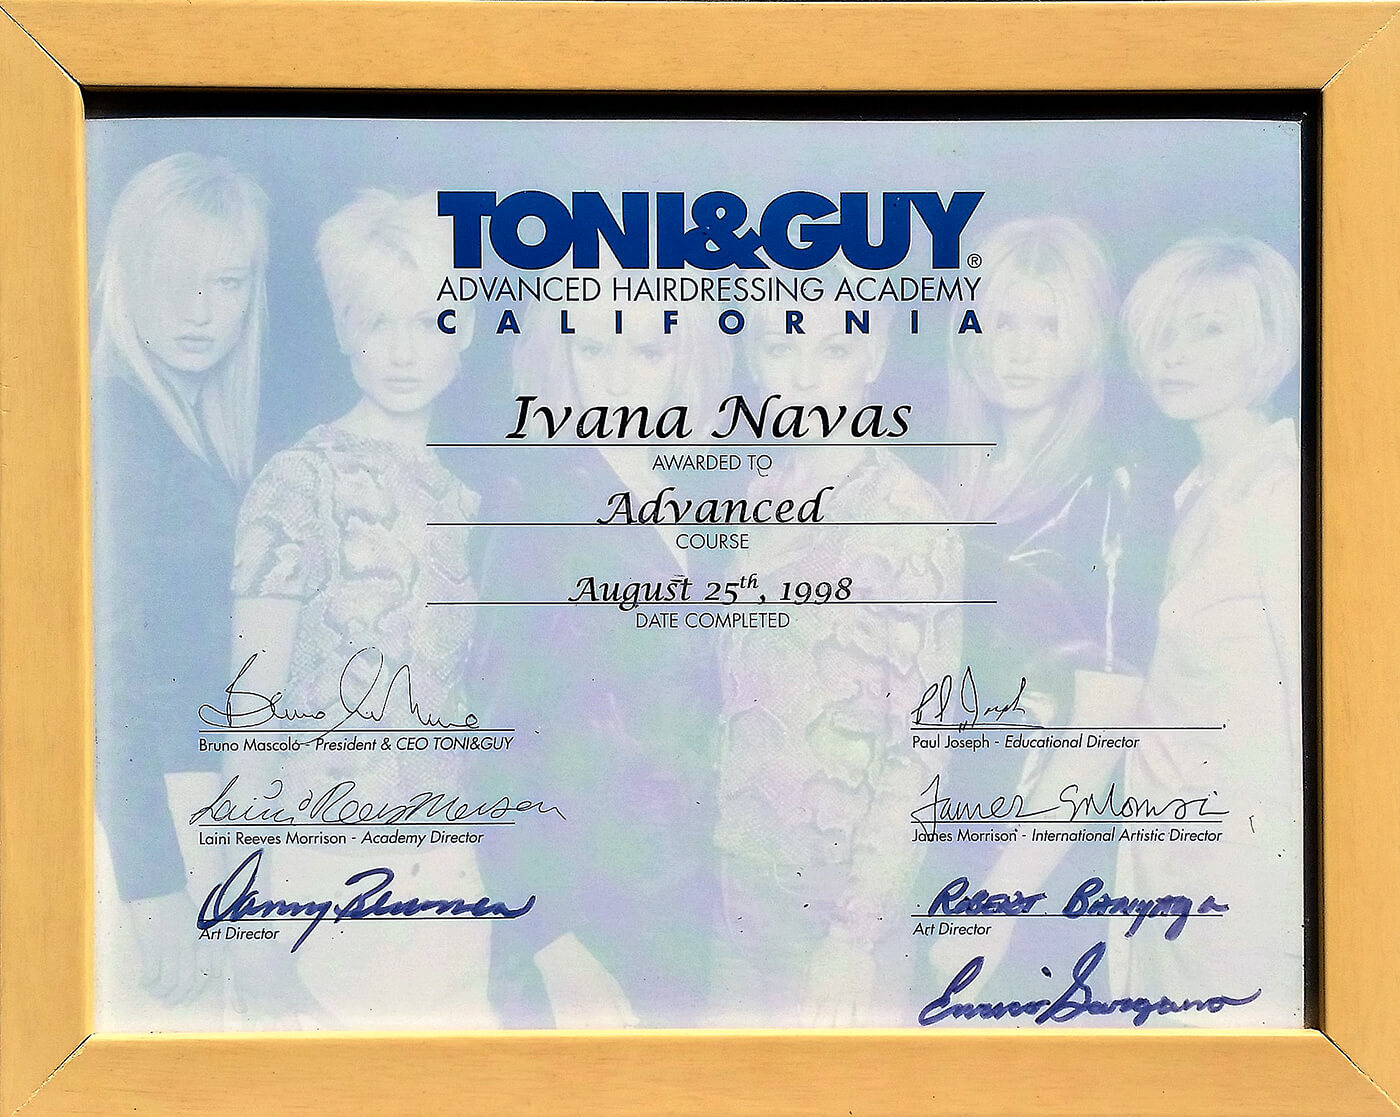 TONI&GUY®
ADVANCED HAIRDRESSING ACADEMY
CALIFORNIA
Ivana Navas
AWARDED TO
Advanced
COURSE
August 25th, 1998
DATE COMPLETED
Bruno Mascolo - President & CEO TONI&GUY
Paul Joseph - Educational Director
Laini Reeves Morrison - Academy Director
James Morrison - International Artistic Director
Danny
Art Director
Robert
Art Director